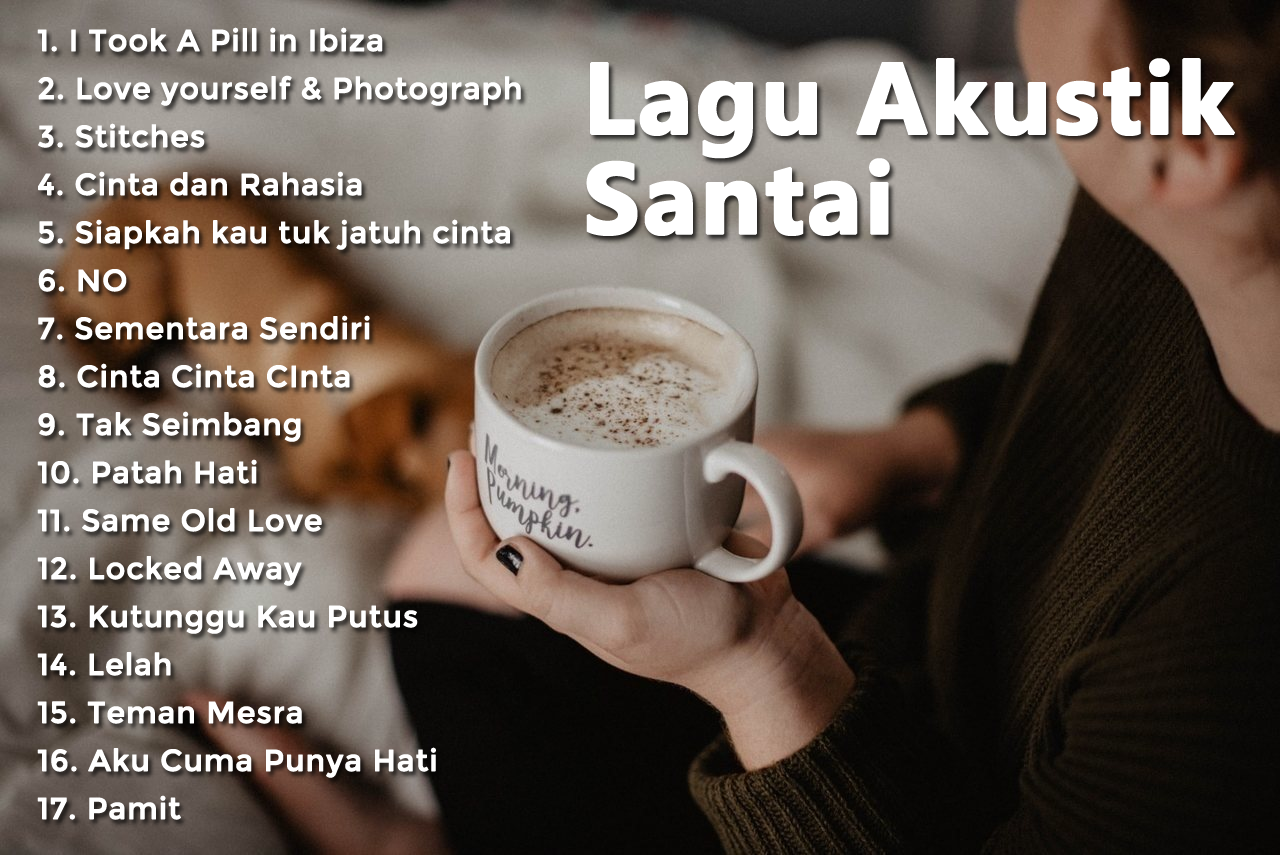 1. I Took A Pill in Ibiza
2. Love yourself & Photograph
3. Stitches
4. Cinta dan Rahasia
5. Siapkah kau tuk jatuh cinta
6. NO
7. Sementara Sendiri
8. Cinta Cinta CInta
9. Tak Seimbang
10. Patah Hati
11. Same Old Love
12. Locked Away
13. Kutunggu Kau Putus
14. Lelah
15. Teman Mesra
16. Aku Cuma Punya Hati
17. Pamit
Lagu Akustik
Santai
Morning,
Pumpkin.